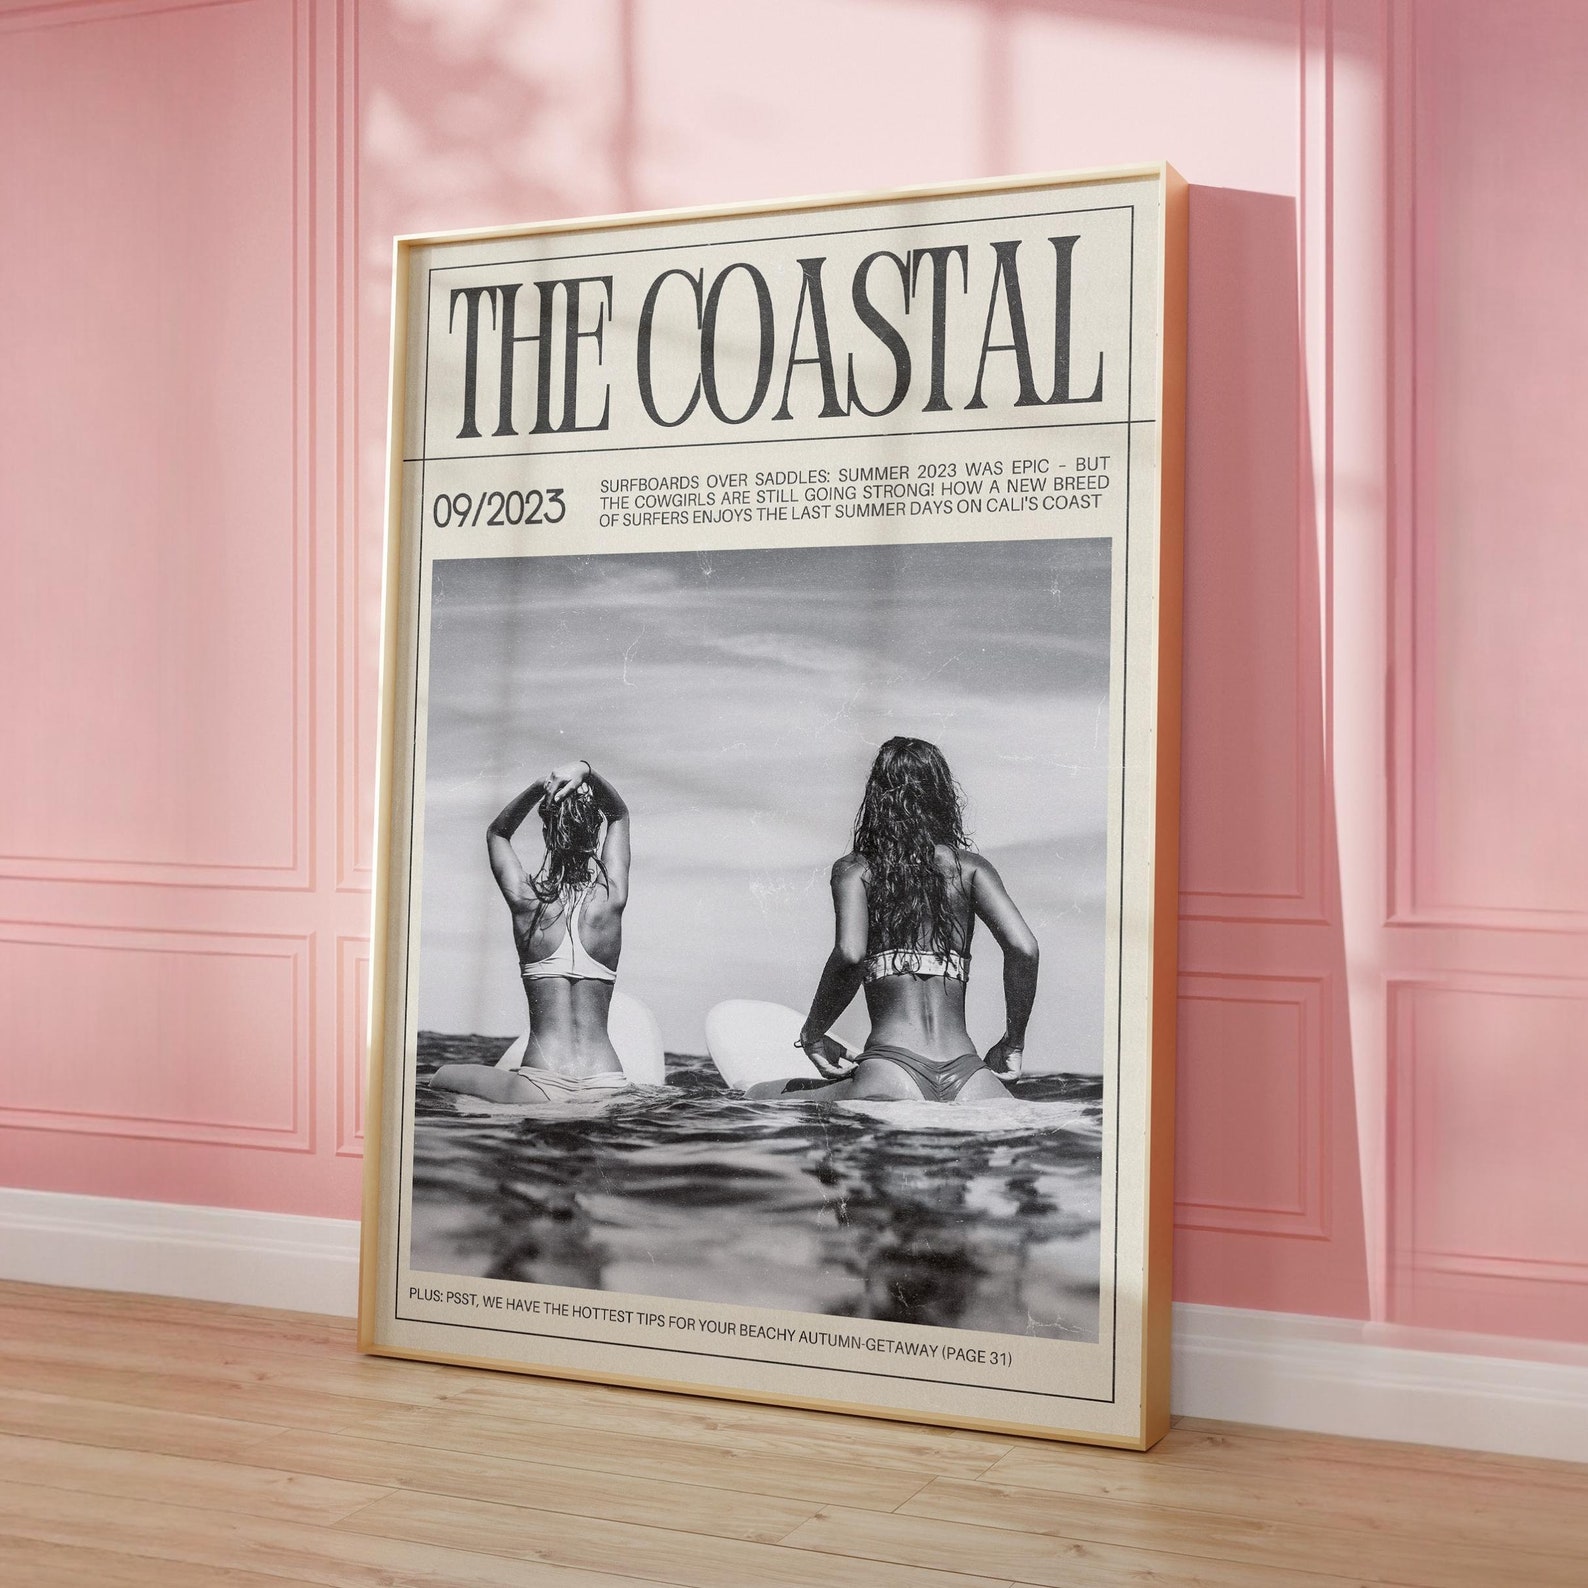 THE COASTAL
09/2023
SURFBOARDS OVER SADDLES: SUMMER 2023 WAS EPIC - BUT
THE COWGIRLS ARE STILL GOING STRONG! HOW A NEW BREED
OF SURFERS ENJOYS THE LAST SUMMER DAYS ON CALI'S COAST
PLUS: PSST, WE HAVE THE HOTTEST TIPS FOR YOUR BEACHY AUTUMN-GETAWAY (PAGE 31)